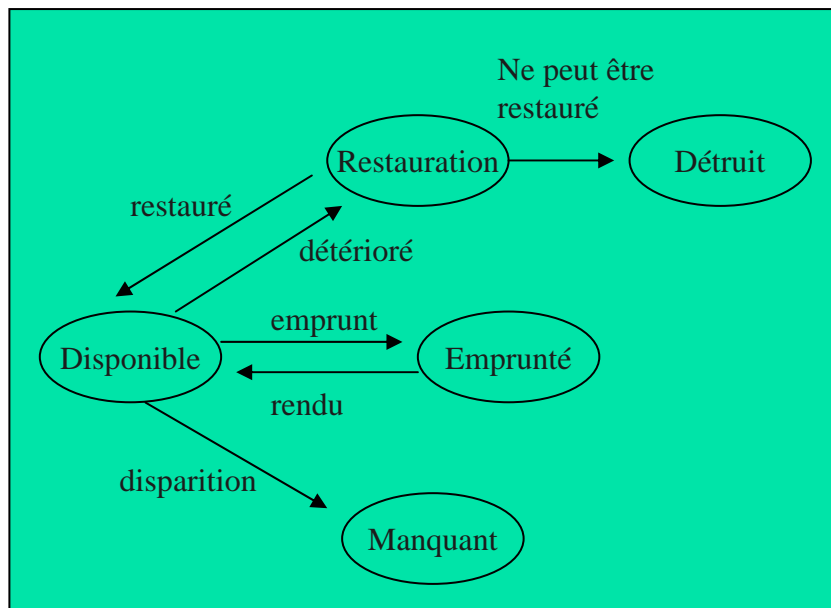 Ne peut être
restauré
Restauration
Détruit
restauré
détérioré
emprunt
Disponible
Emprunté
rendu
disparition
Manquant